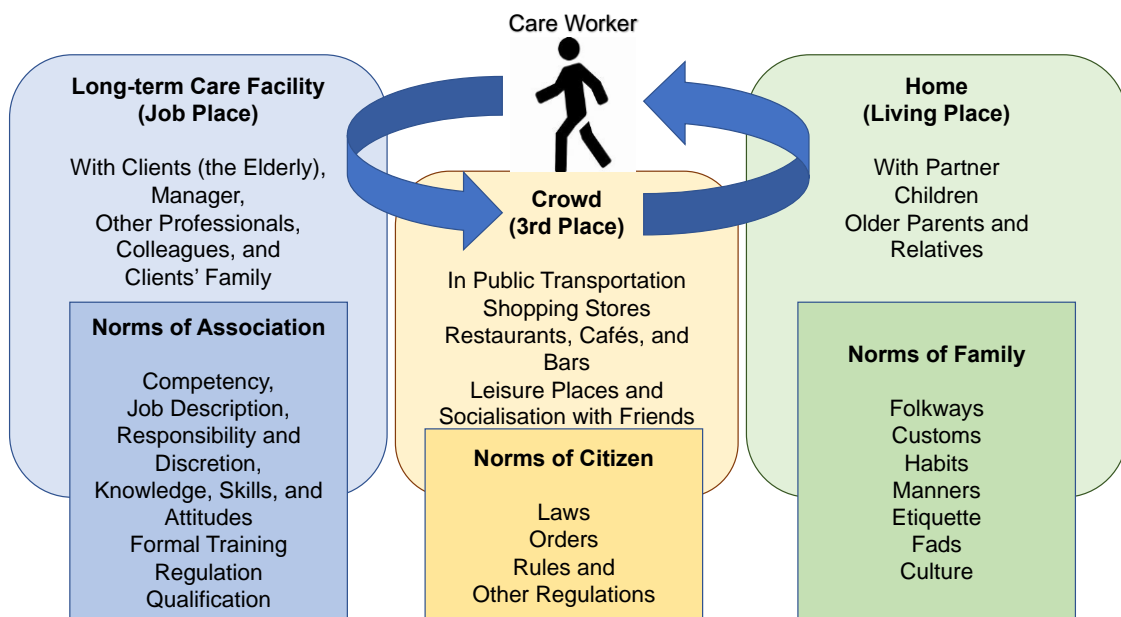 Care Worker
Long-term Care Facility
(Job Place)
With Clients (the Elderly),
Manager,
Other Professionals,
Colleagues, and
Clients’ Family
Norms of Association
Competency,
Job Description,
Responsibility and
Discretion,
Knowledge, Skills, and
Attitudes
Formal Training
Regulation
Qualification
Crowd
(3rd Place)
In Public Transportation
Shopping Stores
Restaurants, Cafés, and
Bars
Leisure Places and
Socialisation with Friends
Norms of Citizen
Laws
Orders
Rules and
Other Regulations
Home
(Living Place)
With Partner
Children
Older Parents and
Relatives
Norms of Family
Folkways
Customs
Habits
Manners
Etiquette
Fads
Culture